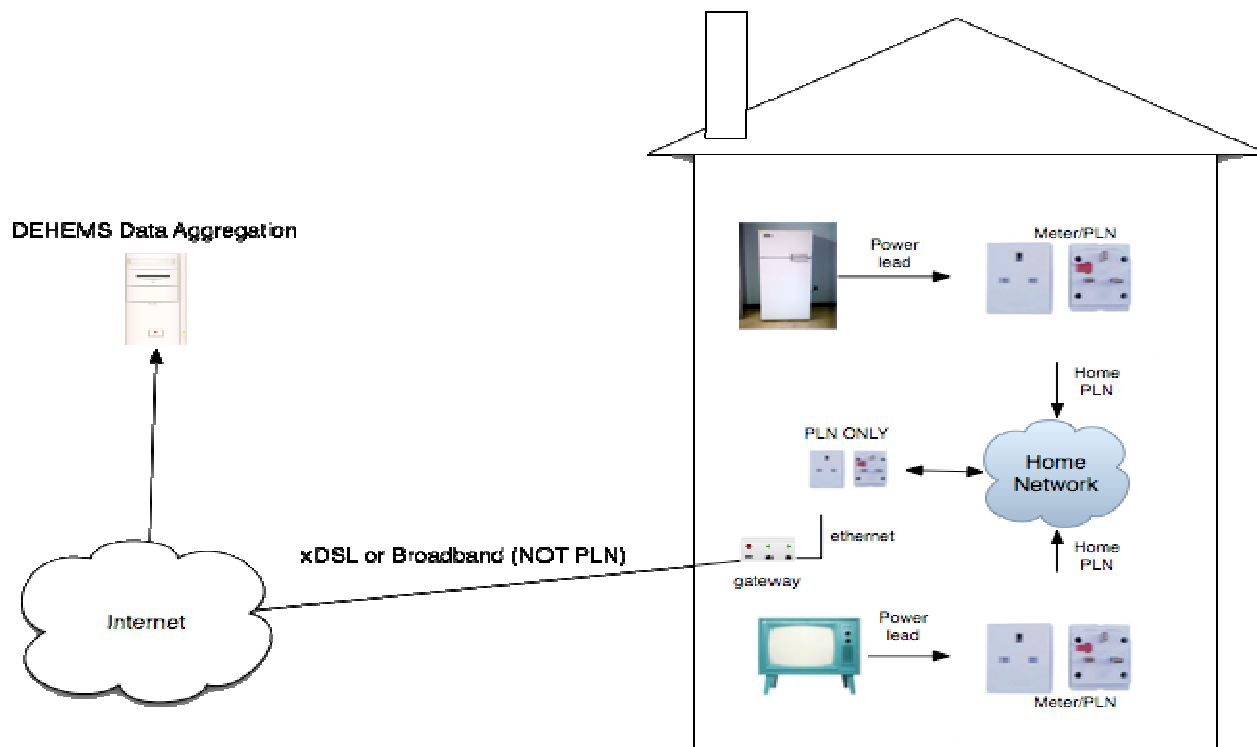 DEHEMS Data Aggregation
Internet
xDSL or Broadband (NOT PLN)
Power
lead
Meter/PLN
Home
PLN
PLN ONLY
Home
Network
ethernet
gateway
Home
PLN
Power
lead
Meter/PLN